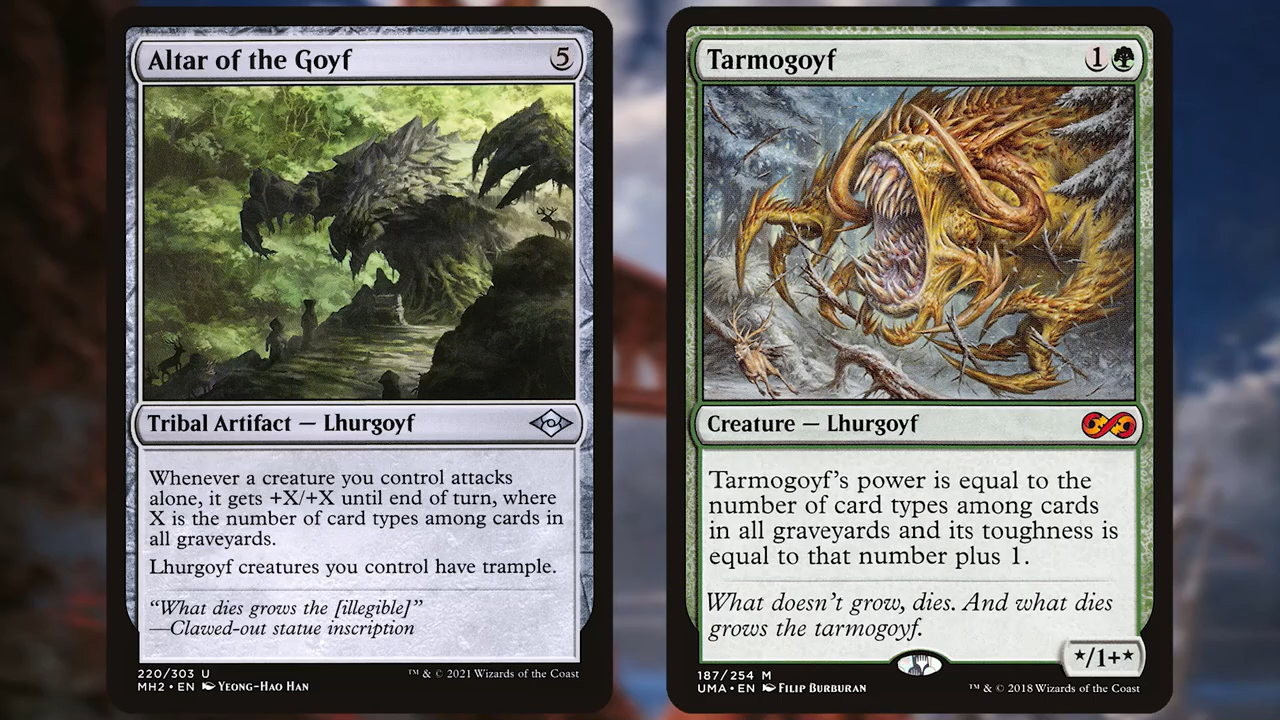 Altar of the Goyf 5
Tribal Artifact — Lhurgoyf
Whenever a creature you control attacks
alone, it gets +X/+X until end of turn, where
X is the number of card types among cards in
all graveyards.
Lhurgoyf creatures you control have trample.
“What dies grows the [illegible]”
—Clawed-out statue inscription
220/303 U
MH2 • EN Yeong-Hao Han
™ & © 2021 Wizards of the Coast
Tarmogoyf 1
Creature — Lhurgoyf
Tarmogoyf’s power is equal to the
number of card types among cards
in all graveyards and its toughness is
equal to that number plus 1.
What doesn’t grow, dies. And what dies
grows the tarmogoyf.
★/1+★
187/254 M
UMA • EN Filip Burburan
™ & © 2018 Wizards of the Coast